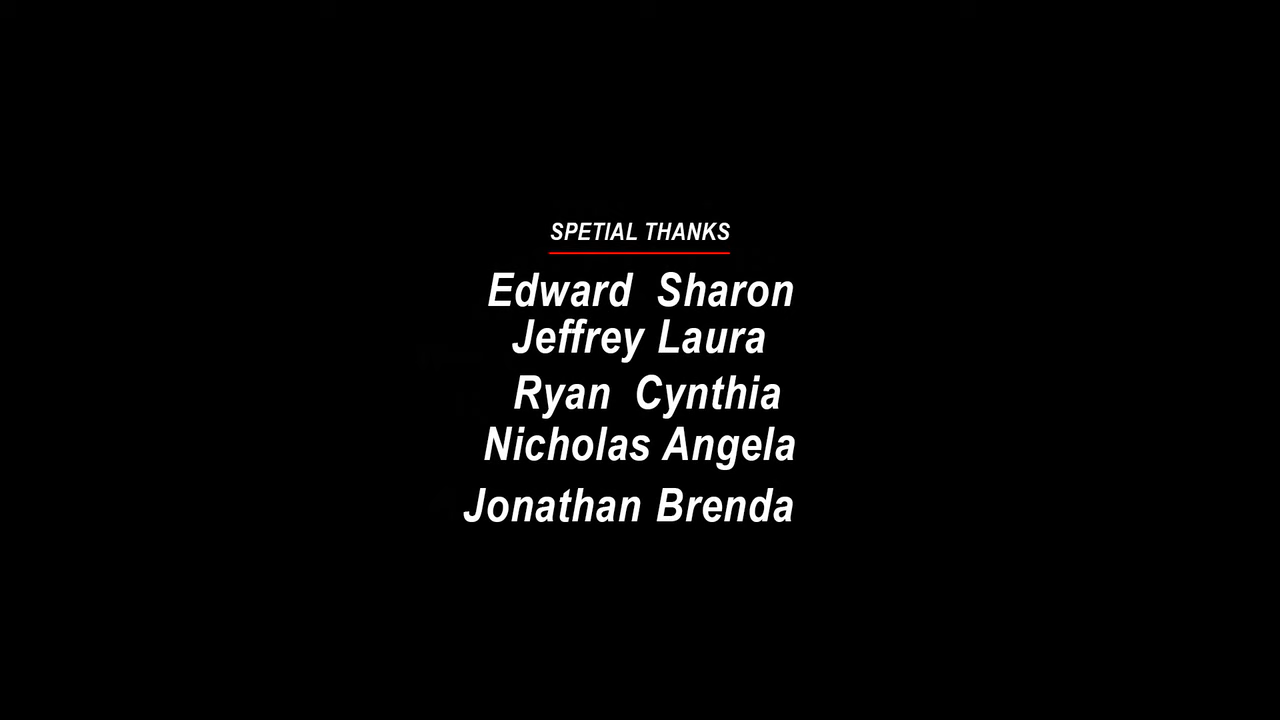 SPETIAL THANKS
Edward Sharon
Jeffrey Laura
Ryan Cynthia
Nicholas Angela
Jonathan Brenda